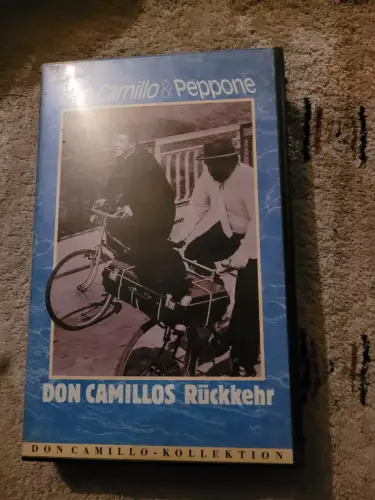 Camillo & Peppone
DON CAMILLOS Rückkehr
DON CAMILLO-KOLLEKTION